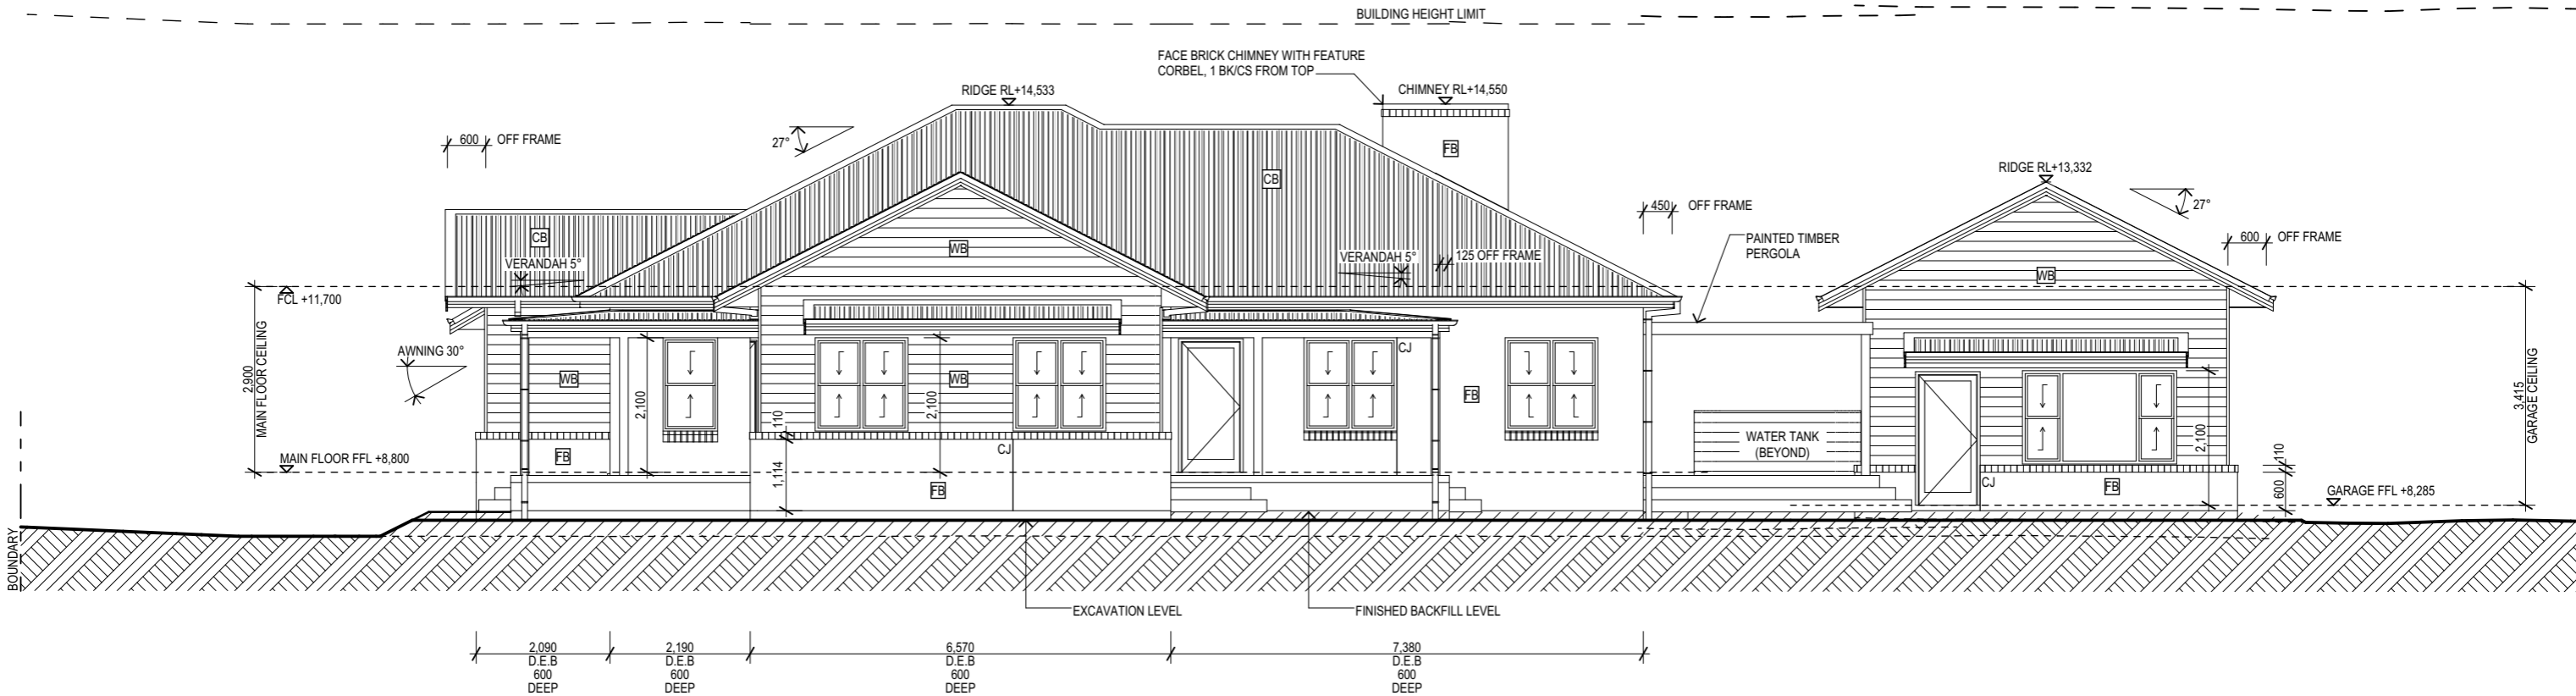 BUILDING HEIGHT LIMIT
FACE BRICK CHIMNEY WITH FEATURE
CORBEL, 1 BK/CS FROM TOP
RIDGE RL+14,533
CHIMNEY RL+14,550
600
OFF FRAME
27°
FB
CB
RIDGE RL+13,332
27°
450
OFF FRAME
CB
WB
PAINTED TIMBER
PERGOLA
600
OFF FRAME
VERANDAH 5°
VERANDAH 5°
125 OFF FRAME
WB
FCL +11,700
2,900
MAIN FLOOR CEILING
AWNING 30°
WB
2,100
WB
2,100
CJ
FB
3,415
GARAGE CEILING
110
1,114
WATER TANK
(BEYOND)
2,100
MAIN FLOOR FFL +8,800
FB
CJ
FB
CJ
FB
110
600
GARAGE FFL +8,285
BOUNDARY
EXCAVATION LEVEL
FINISHED BACKFILL LEVEL
2,090
D.E.B
600
DEEP
2,190
D.E.B
600
DEEP
6,570
D.E.B
600
DEEP
7,380
D.E.B
600
DEEP